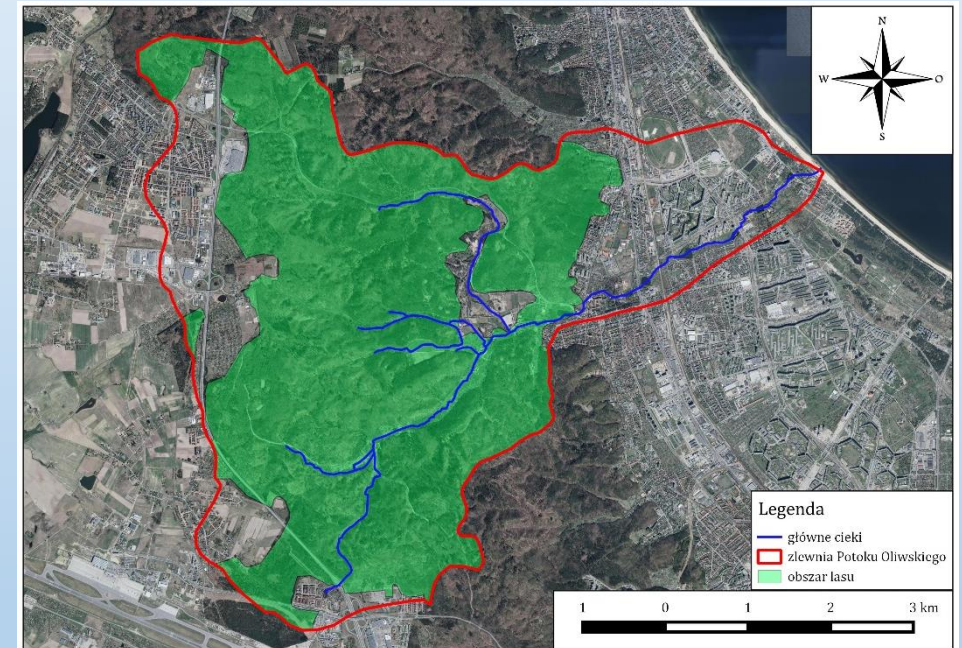 N
W O
S
Legenda
główne cieki
zlewnia Potoku Oliwskiego
obszar lasu
1 0 1 2 3 km